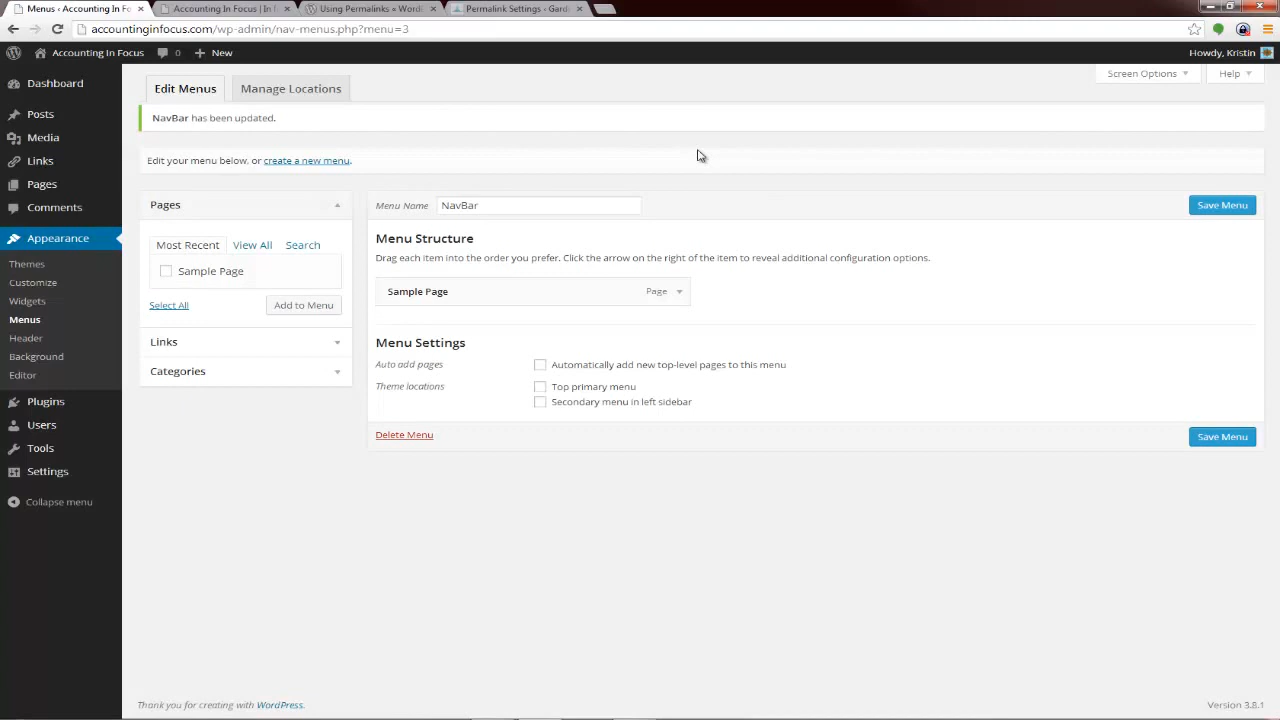 Menus ‹ Accounting In Fo
Accounting In Focus | In M
Using Permalinks « WordP
Permalink Settings ‹ Gard
accountinginfocus.com/wp-admin/nav-menus.php?menu=3
Accounting In Focus
0
New
Howdy, Kristin
Screen Options
Help
Dashboard
Posts
Media
Links
Pages
Comments
Appearance
Themes
Customize
Widgets
Menus
Header
Background
Editor
Plugins
Users
Tools
Settings
Collapse menu
Edit Menus
Manage Locations
NavBar has been updated.
Edit your menu below, or create a new menu.
Pages
Most Recent
View All
Search
Sample Page
Select All
Add to Menu
Links
Categories
Menu Name
NavBar
Save Menu
Menu Structure
Drag each item into the order you prefer. Click the arrow on the right of the item to reveal additional configuration options.
Sample Page
Page
Menu Settings
Auto add pages
Automatically add new top-level pages to this menu
Theme locations
Top primary menu
Secondary menu in left sidebar
Delete Menu
Save Menu
Thank you for creating with WordPress.
Version 3.8.1